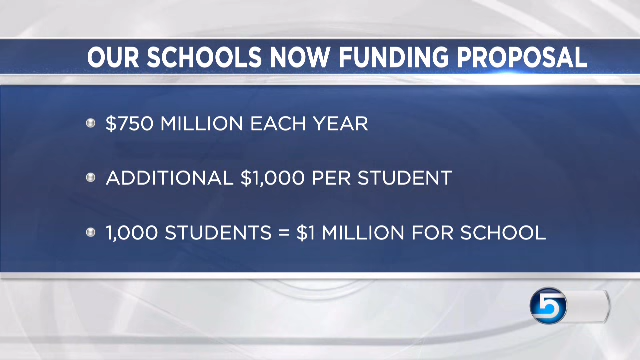 OUR SCHOOLS NOW FUNDING PROPOSAL
$750 MILLION EACH YEAR
ADDITIONAL $1,000 PER STUDENT
1,000 STUDENTS = $1 MILLION FOR SCHOOL
5